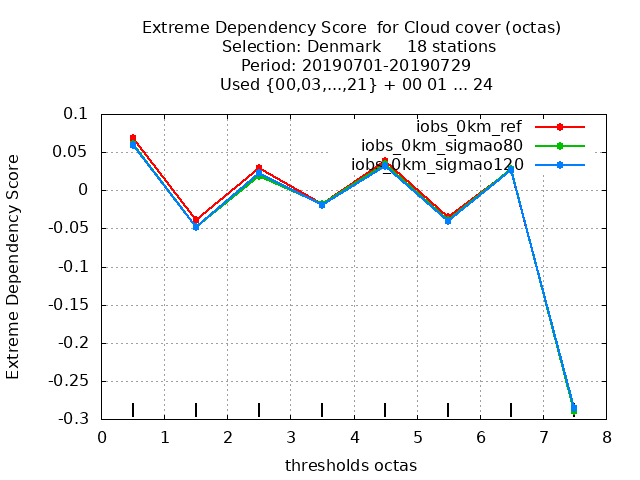 Extreme Dependency Score  for Cloud cover (octas)
Selection: Denmark     18 stations
Period: 20190701-20190729
Used {00,03,...,21} + 00 01 ... 24
iobs_0km_ref
iobs_0km_sigmao80
iobs_0km_sigmao120
Extreme Dependency Score
0.1
0.05
0
-0.05
-0.1
-0.15
-0.2
-0.25
-0.3
0 1 2 3 4 5 6 7 8
thresholds octas